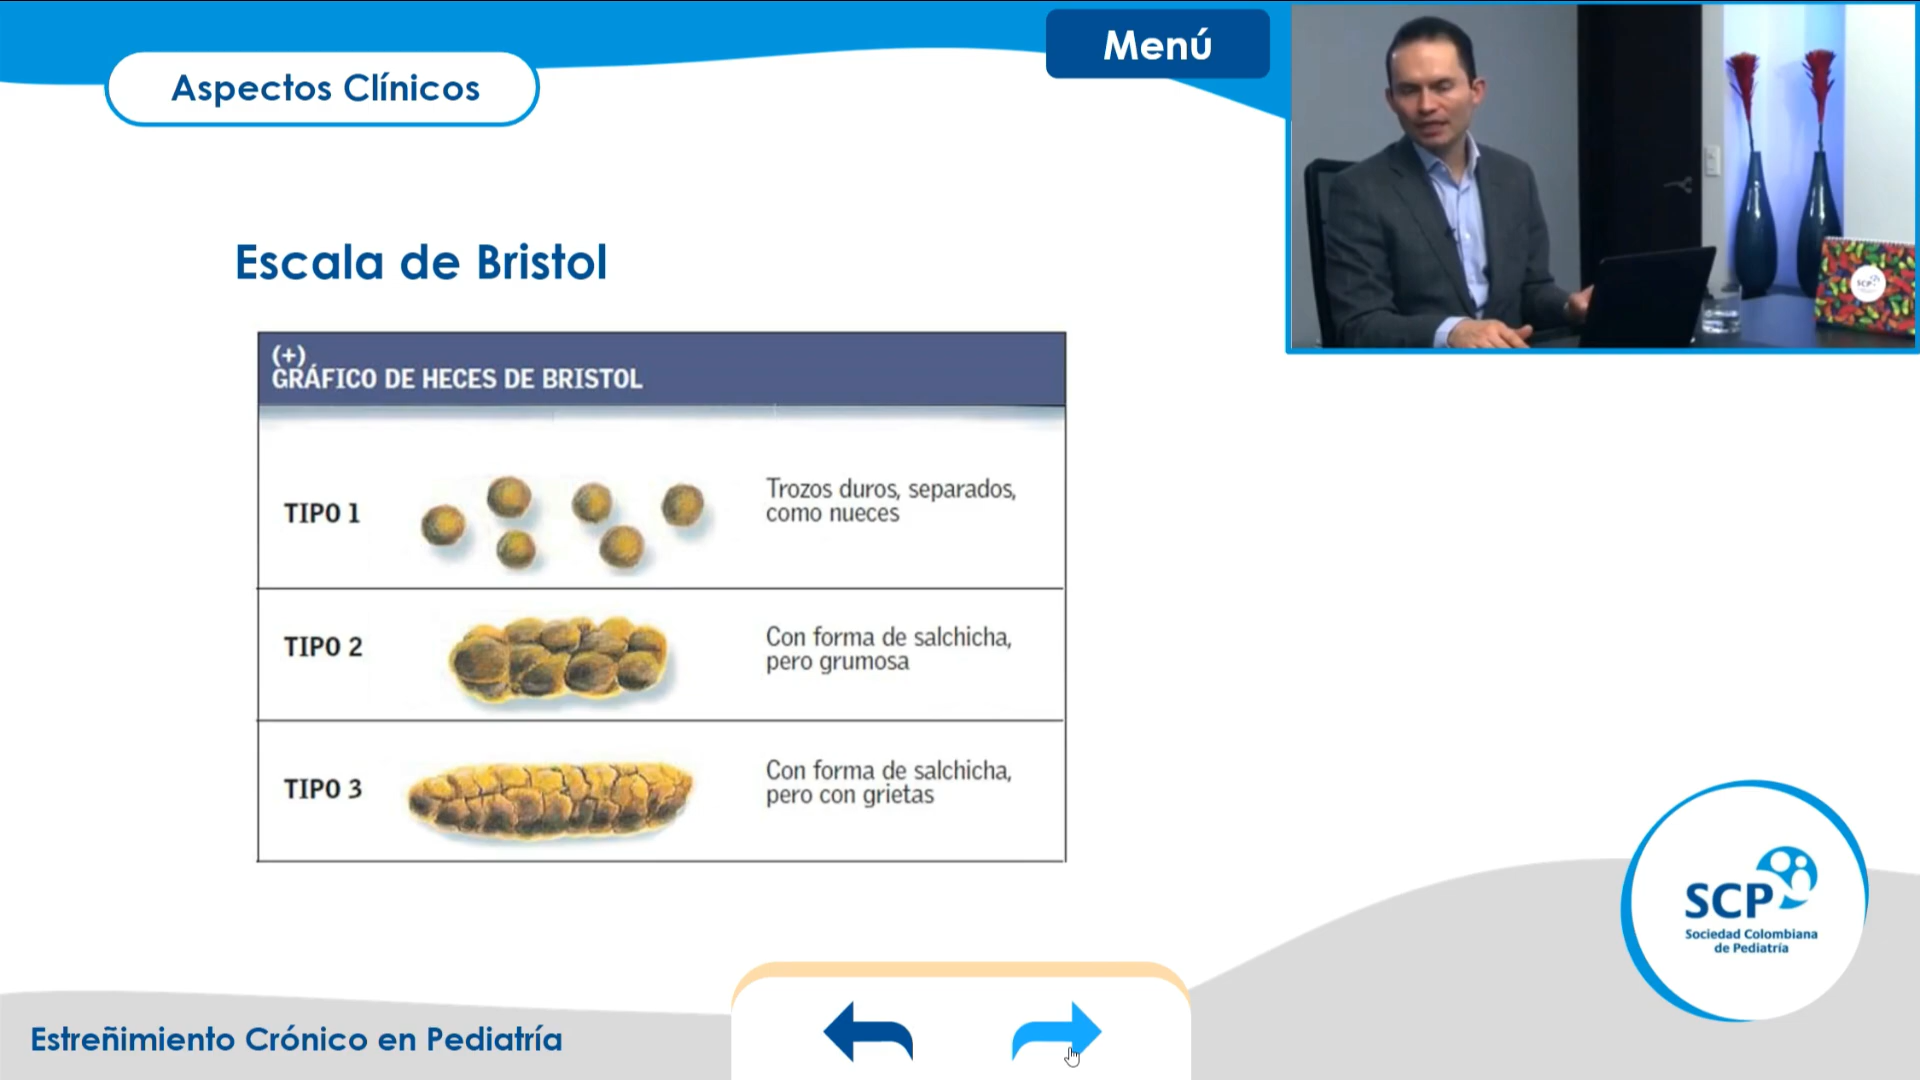 Menú
Aspectos Clínicos
Escala de Bristol
(+)
GRÁFICO DE HECES DE BRISTOL
TIPO 1
Trozos duros, separados,
como nueces
TIPO 2
Con forma de salchicha,
pero grumosa
TIPO 3
Con forma de salchicha,
pero con grietas
SCP
SCP
Sociedad Colombiana
de Pediatría
Estreñimiento Crónico en Pediatría